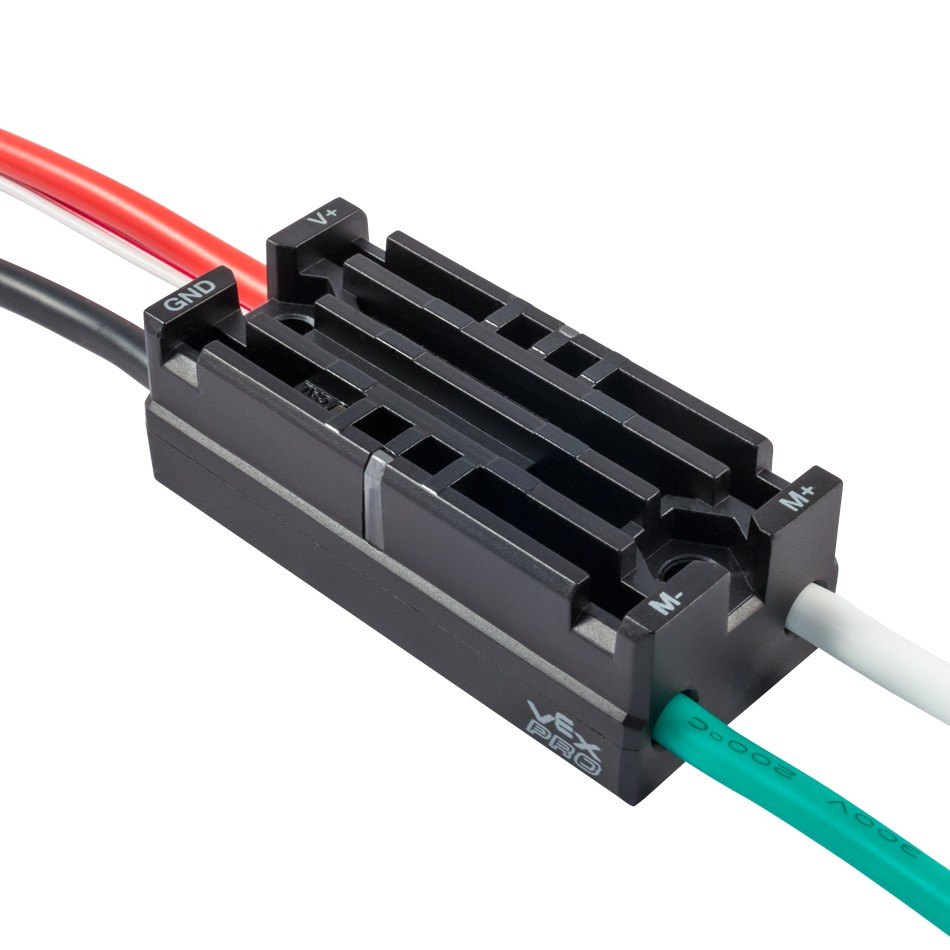 V+
GND
M+
M-
VEX
PRO
200°C
300V